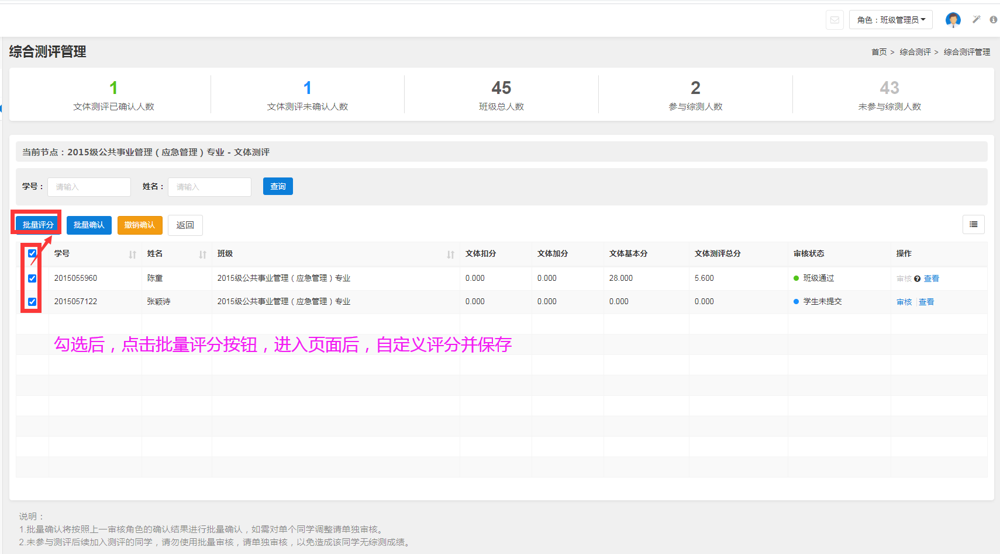 角色：班级管理员
综合测评管理
首页 > 综合测评 > 综合测评管理
1 1 45 2 43
文体测评已确认人数 文体测评未确认人数 班级总人数 参与综测人数 未参与综测人数
当前节点：2015级公共事业管理（应急管理）专业 - 文体测评
学号： 请输入 姓名： 请输入 查询
批量评分 批量确认 撤销确认 返回
学号 姓名 班级 文体扣分 文体加分 文体基本分 文体测评总分 审核状态 操作
2015055960 陈童 2015级公共事业管理（应急管理）专业 0.000 0.000 28.000 5.600 班级通过 审核 查看
2015057122 张颖诗 2015级公共事业管理（应急管理）专业 0.000 0.000 0.000 0.000 学生未提交 审核 查看
勾选后，点击批量评分按钮，进入页面后，自定义评分并保存
说明：
1.批量确认将按照上一审核角色的确认结果进行批量确认，如需对单个同学调整请单独审核。
2.未参与测评后续加入测评的同学，请勿使用批量审核，请单独审核，以免造成该同学无综测成绩。